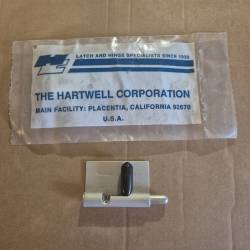 LATCH AND HINGE SPECIALISTS SINCE 1939
THE HARTWELL CORPORATION
MAIN FACILITY: PLACENTIA, CALIFORNIA 92670
U.S.A.